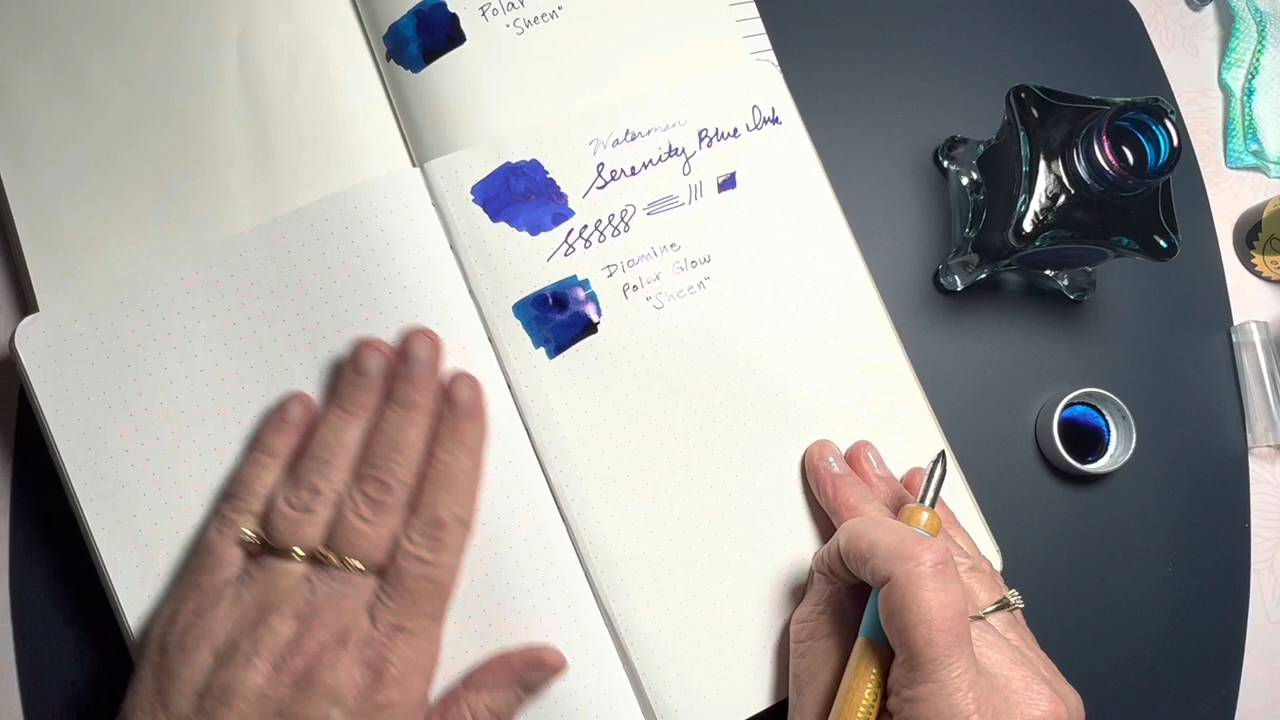 Polar
"Sheen"
Waterman
Serenity Blue Ink
Diamine
Polar Glow
"Sheen"